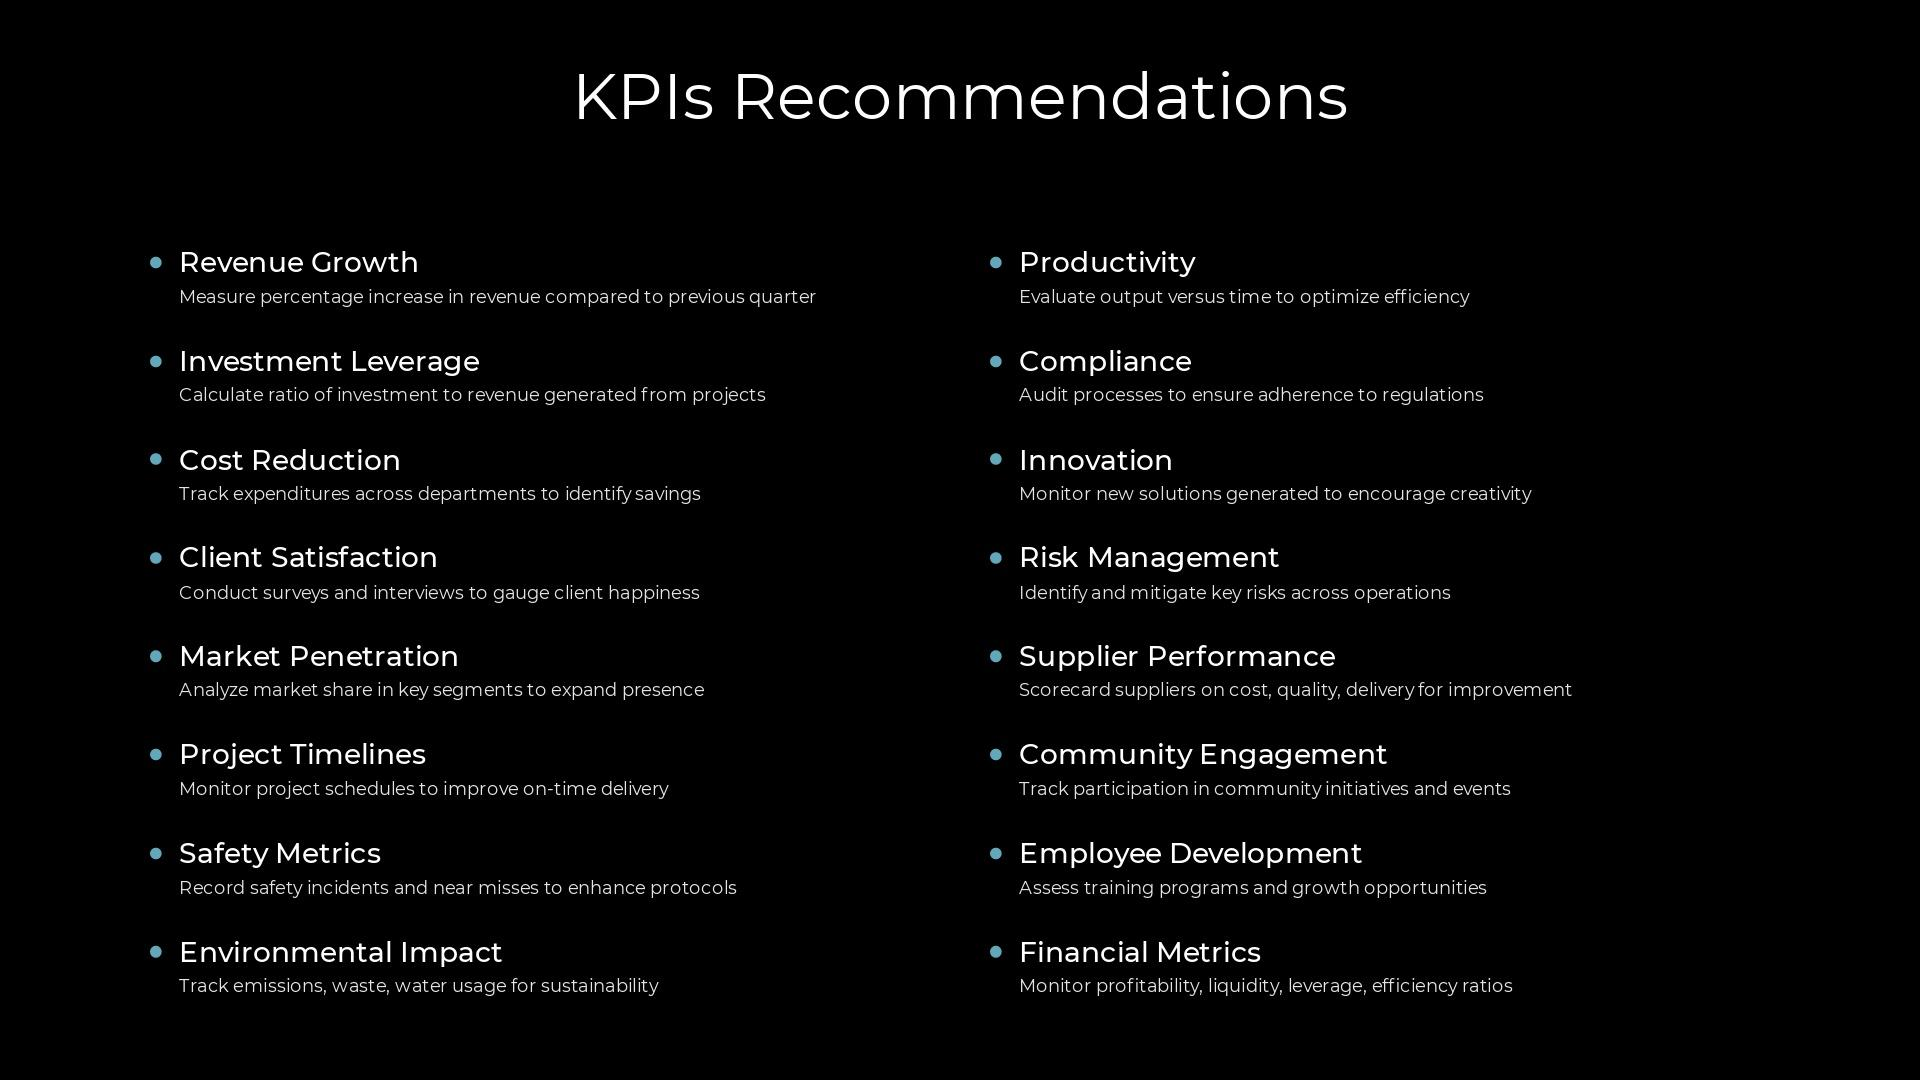 KPIs Recommendations
Revenue Growth
Measure percentage increase in revenue compared to previous quarter
Investment Leverage
Calculate ratio of investment to revenue generated from projects
Cost Reduction
Track expenditures across departments to identify savings
Client Satisfaction
Conduct surveys and interviews to gauge client happiness
Market Penetration
Analyze market share in key segments to expand presence
Project Timelines
Monitor project schedules to improve on-time delivery
Safety Metrics
Record safety incidents and near misses to enhance protocols
Environmental Impact
Track emissions, waste, water usage for sustainability
Productivity
Evaluate output versus time to optimize efficiency
Compliance
Audit processes to ensure adherence to regulations
Innovation
Monitor new solutions generated to encourage creativity
Risk Management
Identify and mitigate key risks across operations
Supplier Performance
Scorecard suppliers on cost, quality, delivery for improvement
Community Engagement
Track participation in community initiatives and events
Employee Development
Assess training programs and growth opportunities
Financial Metrics
Monitor profitability, liquidity, leverage, efficiency ratios